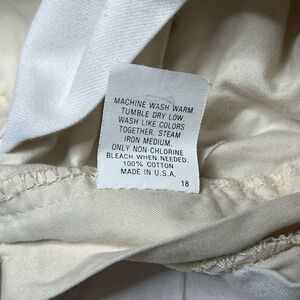 MACHINE WASH WARM.
TUMBLE DRY LOW.
WASH LIKE COLORS
TOGETHER. STEAM
IRON MEDIUM.
ONLY NON-CHLORINE
BLEACH WHEN NEEDED.
100% COTTON
MADE IN U.S.A.
18